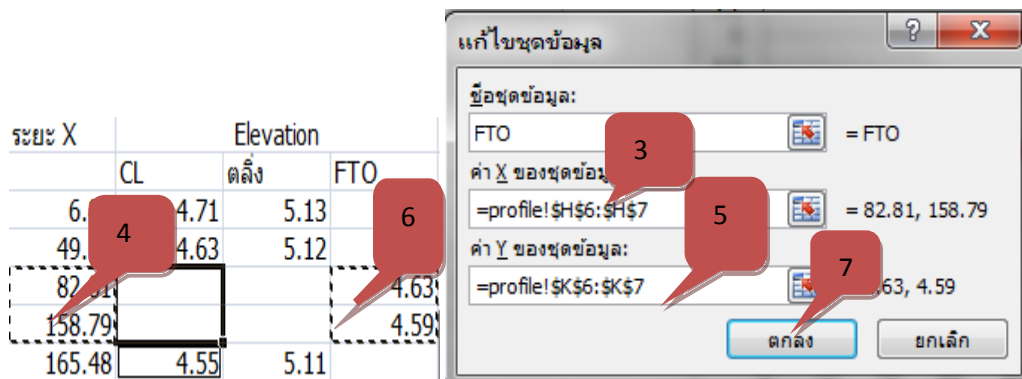 แก้ไขชุดข้อมูล
ชื่อชุดข้อมูล:
FTO = FTO
3
ค่า X ของชุดข้อมูล
=profile!$H$6:$H$7 = 82.81, 158.79
5
ค่า Y ของชุดข้อมูล:
=profile!$K$6:$K$7 63, 4.59
7
ตกลง ยกเลิก
ระยะ X Elevation
CL ตลิ่ง FTO
6. 4.71 5.13
4 6
49. 4.63 5.12
82. 4.63
158.79 4.59
165.48 4.55 5.11